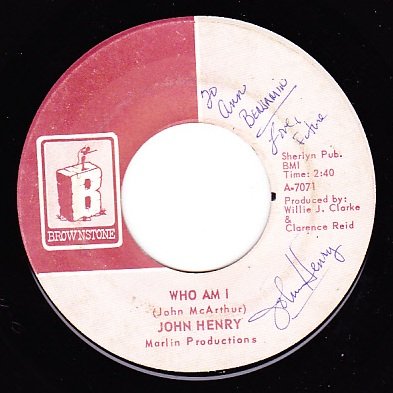 To
Ann
BENJAMIN
Love,
Sherlyn Pub.
BMI
Time: 2:40
A-7071
Produced by:
Willie J. Clarke
&
Clarence Reid
B
BROWNSTONE
John Henry
WHO AM I
(John McArthur)
JOHN HENRY
Marlin Productions